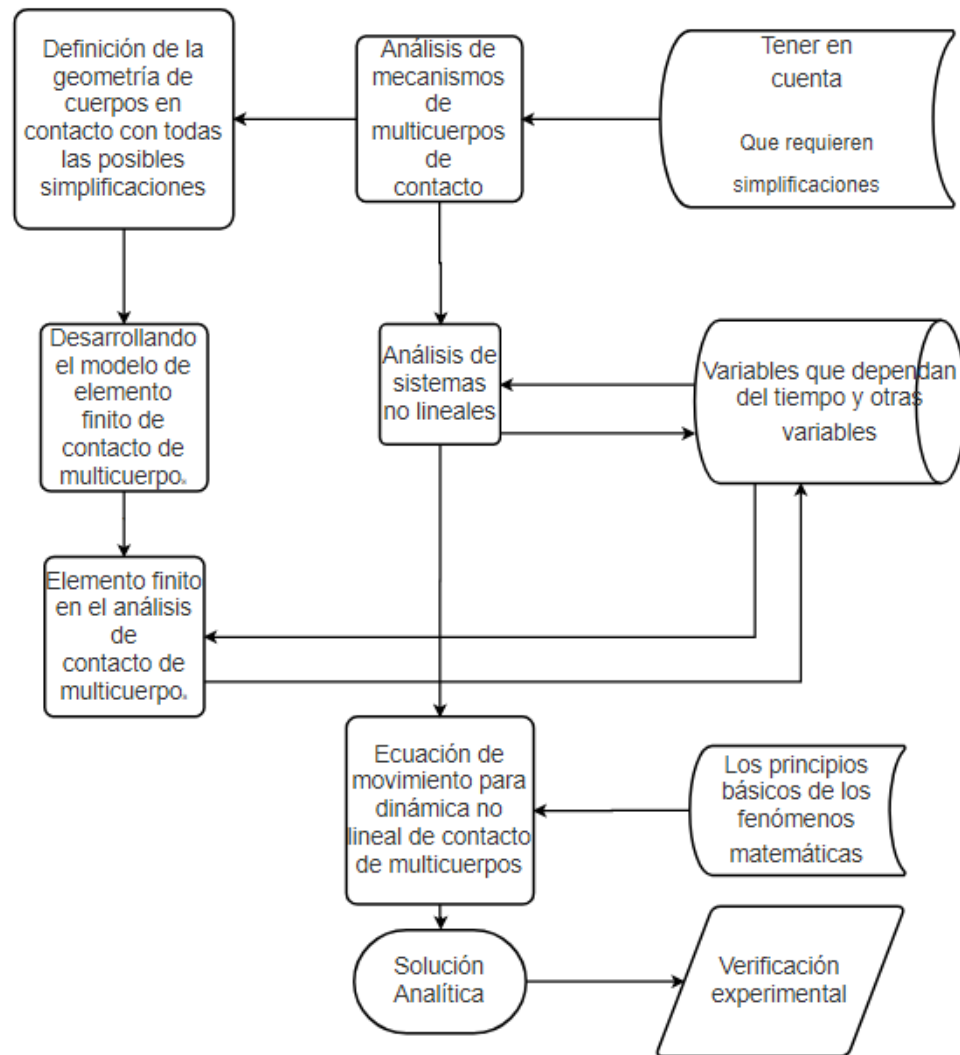 Definición de la
geometría de
cuerpos en
contacto con todas
las posibles
simplificaciones
Análisis de
mecanismos
de
multicuerpos
de
contacto
Tener en
cuenta
Que requieren
simplificaciones
Desarrollando
el modelo de
elemento
finito de
contacto de
multicuerpo.
Análisis de
sistemas
no lineales
Variables que dependan
del tiempo y otras
variables
Elemento finito
en el análisis
de
contacto de
multicuerpo.
Ecuación de
movimiento para
dinámica no
lineal de contacto
de multicuerpos
Los principios
básicos de los
fenómenos
matemáticas
Solución
Analítica
Verificación
experimental